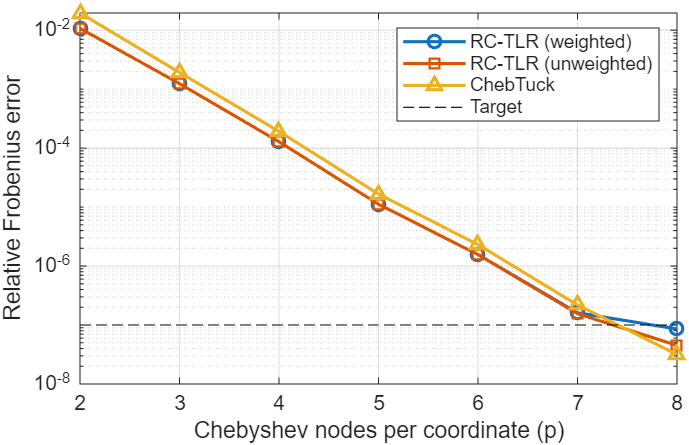 10^-2
10^-4
10^-6
10^-8
Relative Frobenius error
RC-TLR (weighted)
RC-TLR (unweighted)
ChebTuck
Target
2 3 4 5 6 7 8
Chebyshev nodes per coordinate (p)